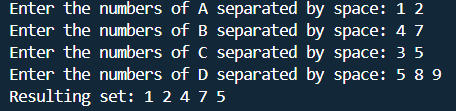 Enter the numbers of A separated by space: 1 2
Enter the numbers of B separated by space: 4 7
Enter the numbers of C separated by space: 3 5
Enter the numbers of D separated by space: 5 8 9
Resulting set: 1 2 4 7 5